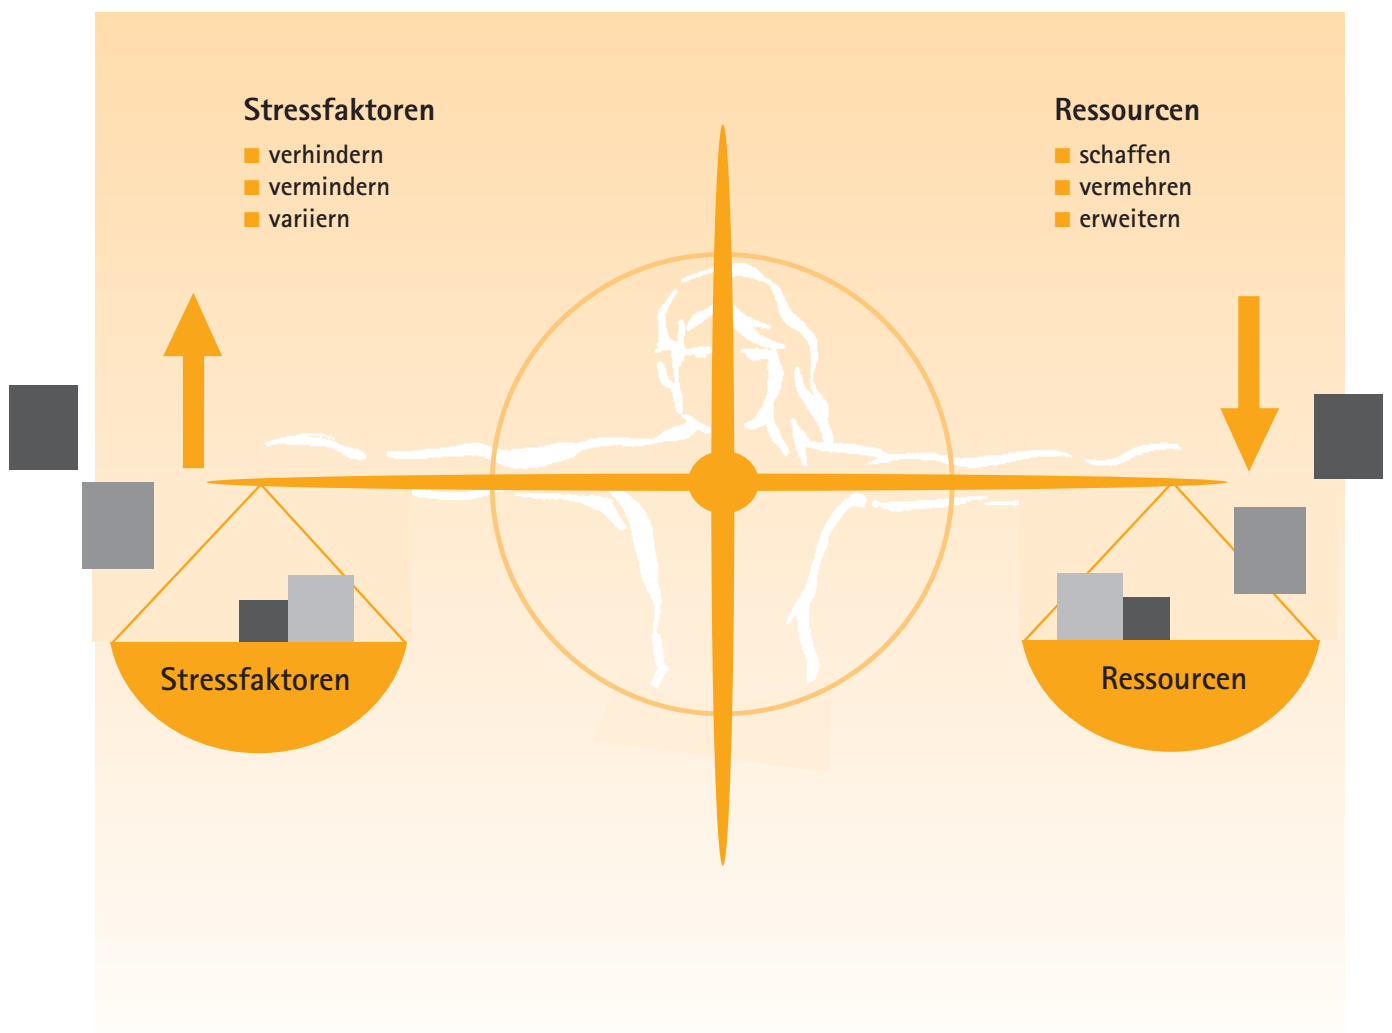 Stressfaktoren
verhindern
vermindern
variiern
Ressourcen
schaffen
vermehren
erweitern
Stressfaktoren
Ressourcen